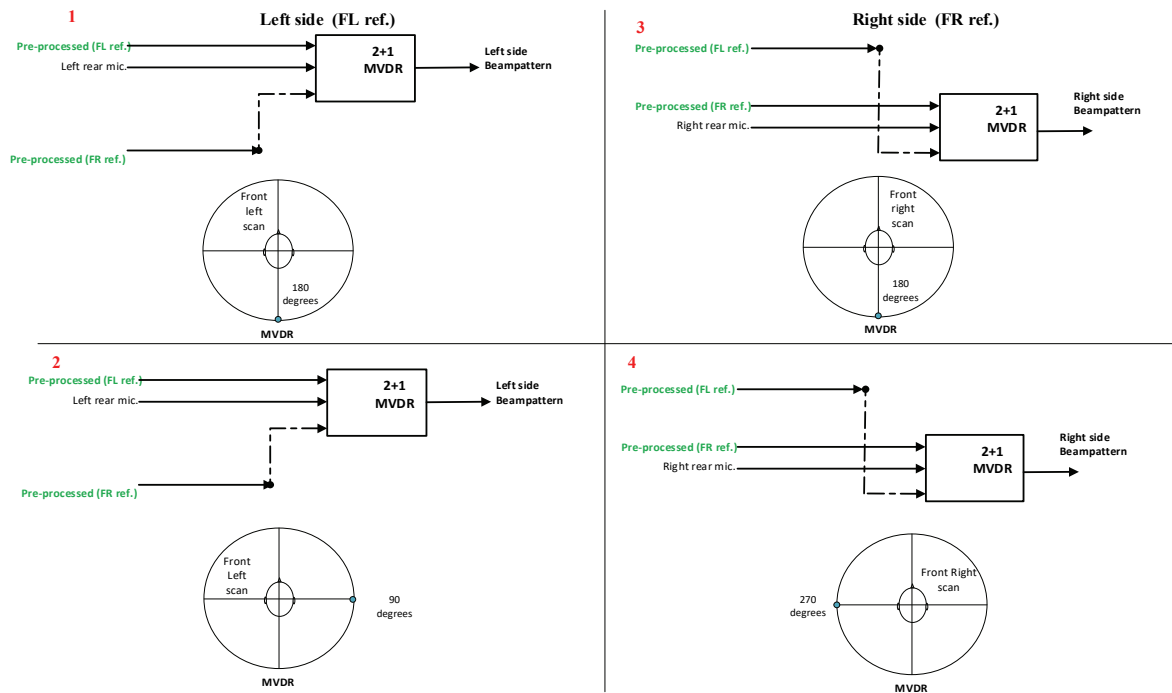 1
Left side (FL ref.)
Pre-processed (FL ref.)
Left rear mic.
2+1
MVDR
Left side
Beampattern
Pre-processed (FR ref.)
Front
left
scan
180
degrees
MVDR
3
Right side (FR ref.)
Pre-processed (FL ref.)
Pre-processed (FR ref.)
Right rear mic.
2+1
MVDR
Right side
Beampattern
Front
right
scan
180
degrees
MVDR
2
Pre-processed (FL ref.)
Left rear mic.
2+1
MVDR
Left side
Beampattern
Pre-processed (FR ref.)
Front
Left
scan
90
degrees
MVDR
4
Pre-processed (FL ref.)
Pre-processed (FR ref.)
Right rear mic.
2+1
MVDR
Right side
Beampattern
Front Right
scan
270
degrees
MVDR